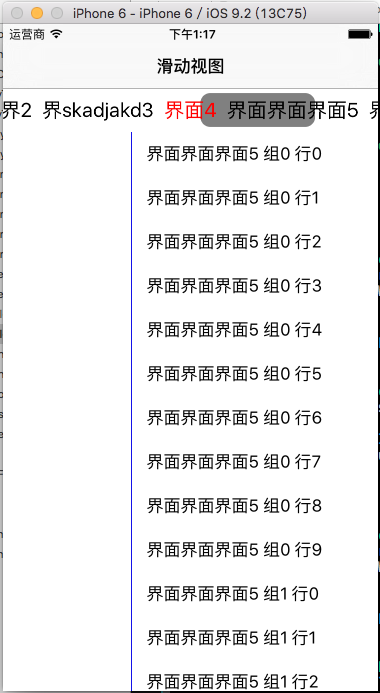 iPhone 6 - iPhone 6 / iOS 9.2 (13C75)
运营商 下午1:17
滑动视图
界2 界skadjakd3 界面4 界面界面界面5
界面界面界面5 组0 行0
界面界面界面5 组0 行1
界面界面界面5 组0 行2
界面界面界面5 组0 行3
界面界面界面5 组0 行4
界面界面界面5 组0 行5
界面界面界面5 组0 行6
界面界面界面5 组0 行7
界面界面界面5 组0 行8
界面界面界面5 组0 行9
界面界面界面5 组1 行0
界面界面界面5 组1 行1
界面界面界面5 组1 行2